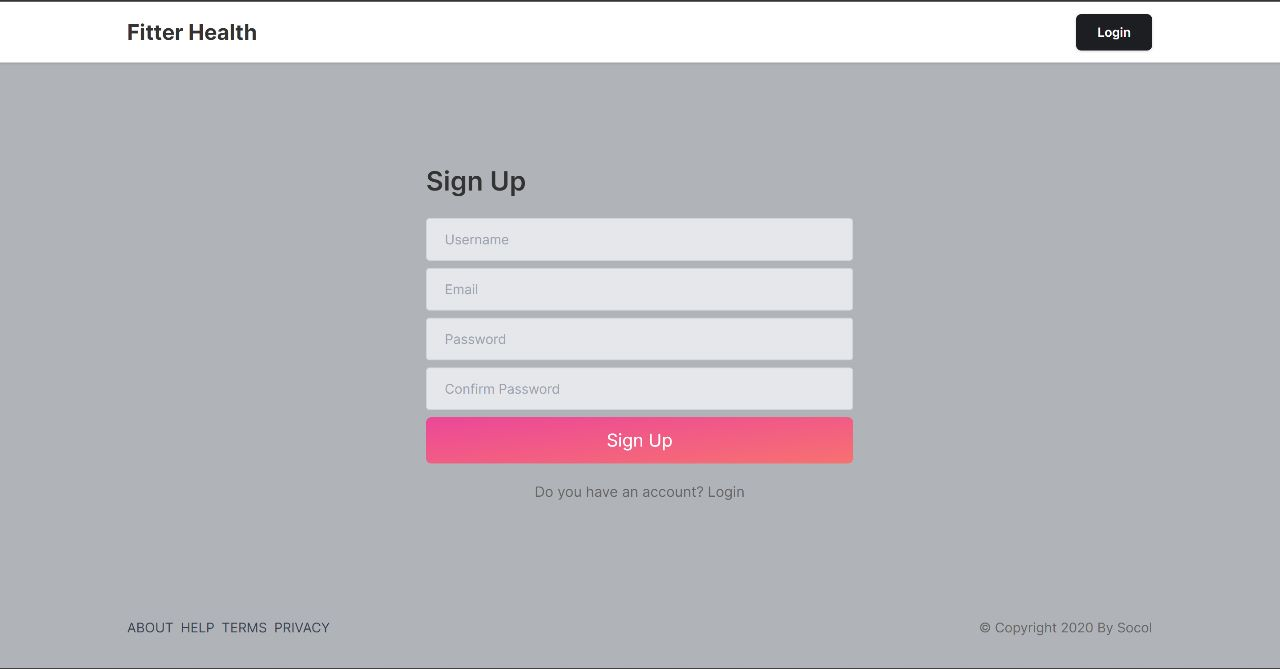 Fitter Health
Login
Sign Up
Username
Email
Password
Confirm Password
Sign Up
Do you have an account? Login
ABOUT HELP TERMS PRIVACY
© Copyright 2020 By Socol